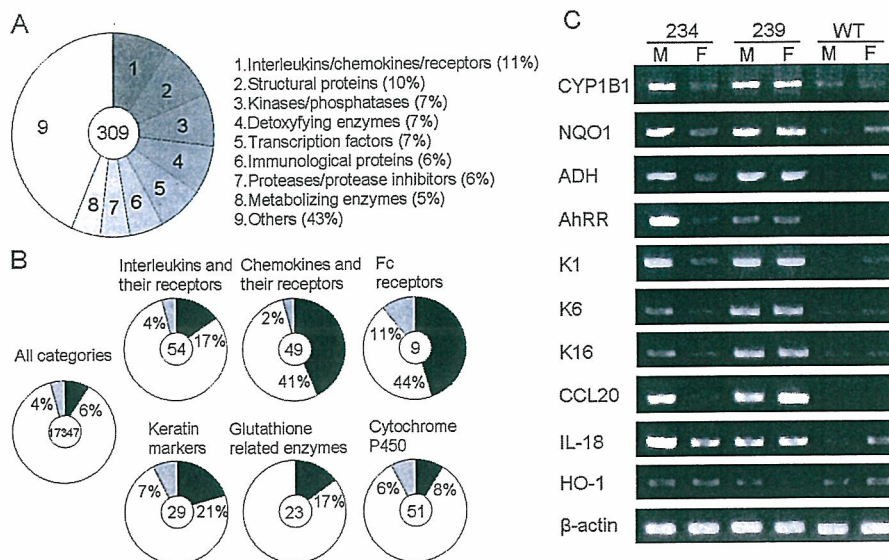 A
1
2
3
4
5
6
7
8
9
309
1.Interleukins/chemokines/receptors (11%)
2.Structural proteins (10%)
3.Kinases/phosphatases (7%)
4.Detoxyfying enzymes (7%)
5.Transcription factors (7%)
6.Immunological proteins (6%)
7.Proteases/protease inhibitors (6%)
8.Metabolizing enzymes (5%)
9.Others (43%)
B
All categories
4%
6%
17347
Interleukins and
their receptors
4%
54
17%
Chemokines and
their receptors
2%
49
41%
Fc
receptors
11%
9
44%
Keratin
markers
7%
29
21%
Glutathione
related enzymes
23
17%
Cytochrome
P450
6%
51
8%
C
234 239 WT
M F M F M F
CYP1B1
NQO1
ADH
AhRR
K1
K6
K16
CCL20
IL-18
HO-1
β-actin